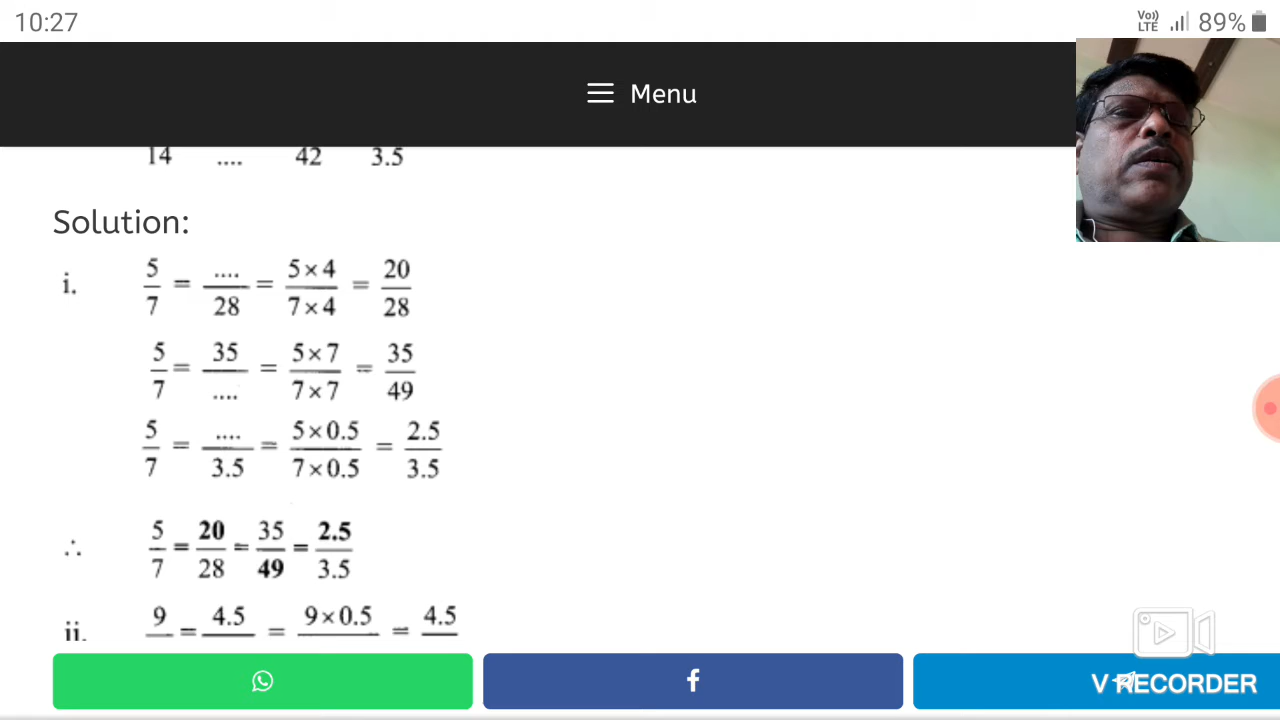 10:27 Vo)) LTE 89%
☰ Menu
14 .... 42 3.5
Solution:
i. 5/7 = ..../28 = 5×4/7×4 = 20/28
5/7 = 35/.... = 5×7/7×7 = 35/49
5/7 = ..../3.5 = 5×0.5/7×0.5 = 2.5/3.5
∴ 5/7 = 20/28 = 35/49 = 2.5/3.5
ii. 9 = 4.5 = 9×0.5 = 4.5
V RECORDER